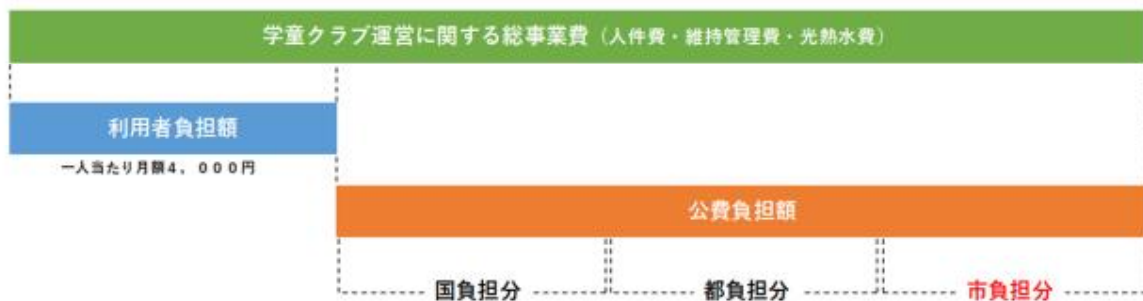 学童クラブ運営に関する総事業費（人件費・維持管理費・光熱水費）
利用者負担額
一人当たり月額４，０００円
公費負担額
国負担分
都負担分
市負担分